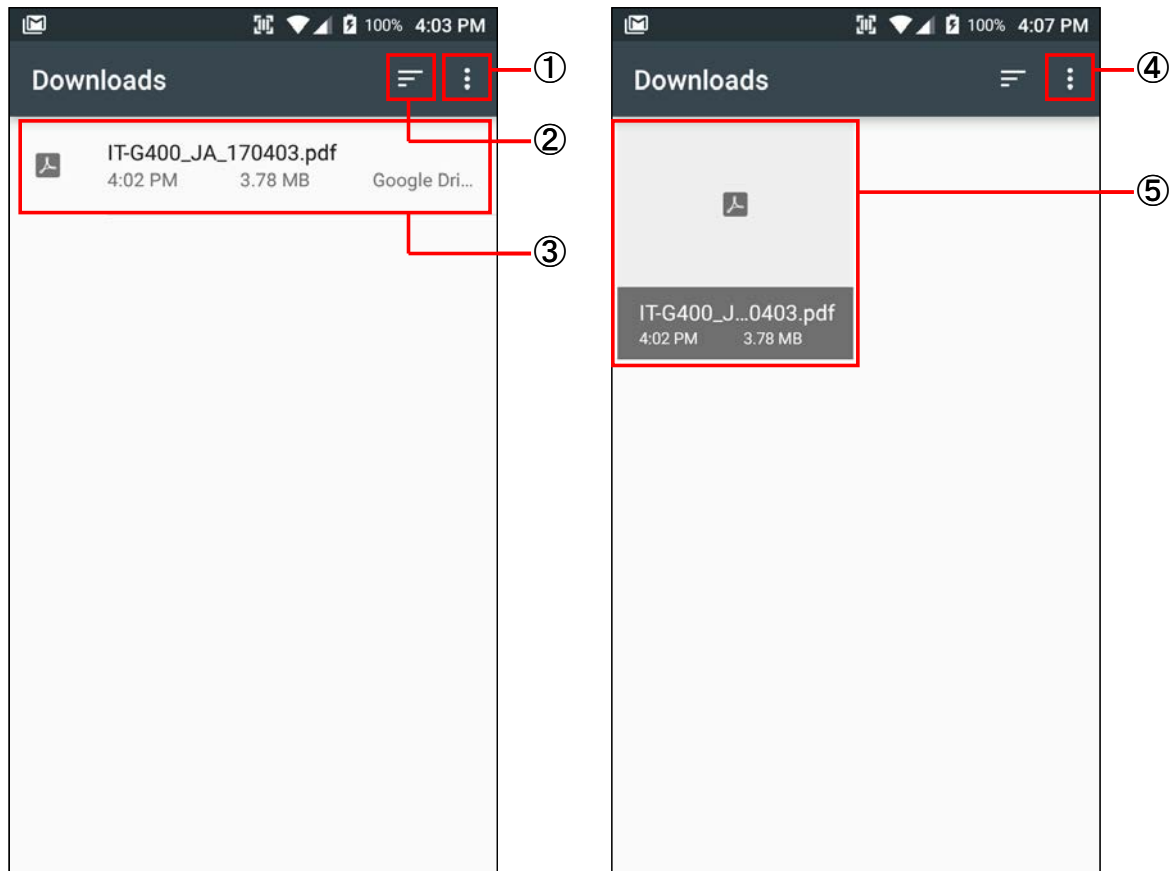 100% 4:03 PM
Downloads
①
②
IT-G400_JA_170403.pdf
4:02 PM 3.78 MB Google Dri...
③
100% 4:07 PM
Downloads
④
⑤
IT-G400_J...0403.pdf
4:02 PM 3.78 MB